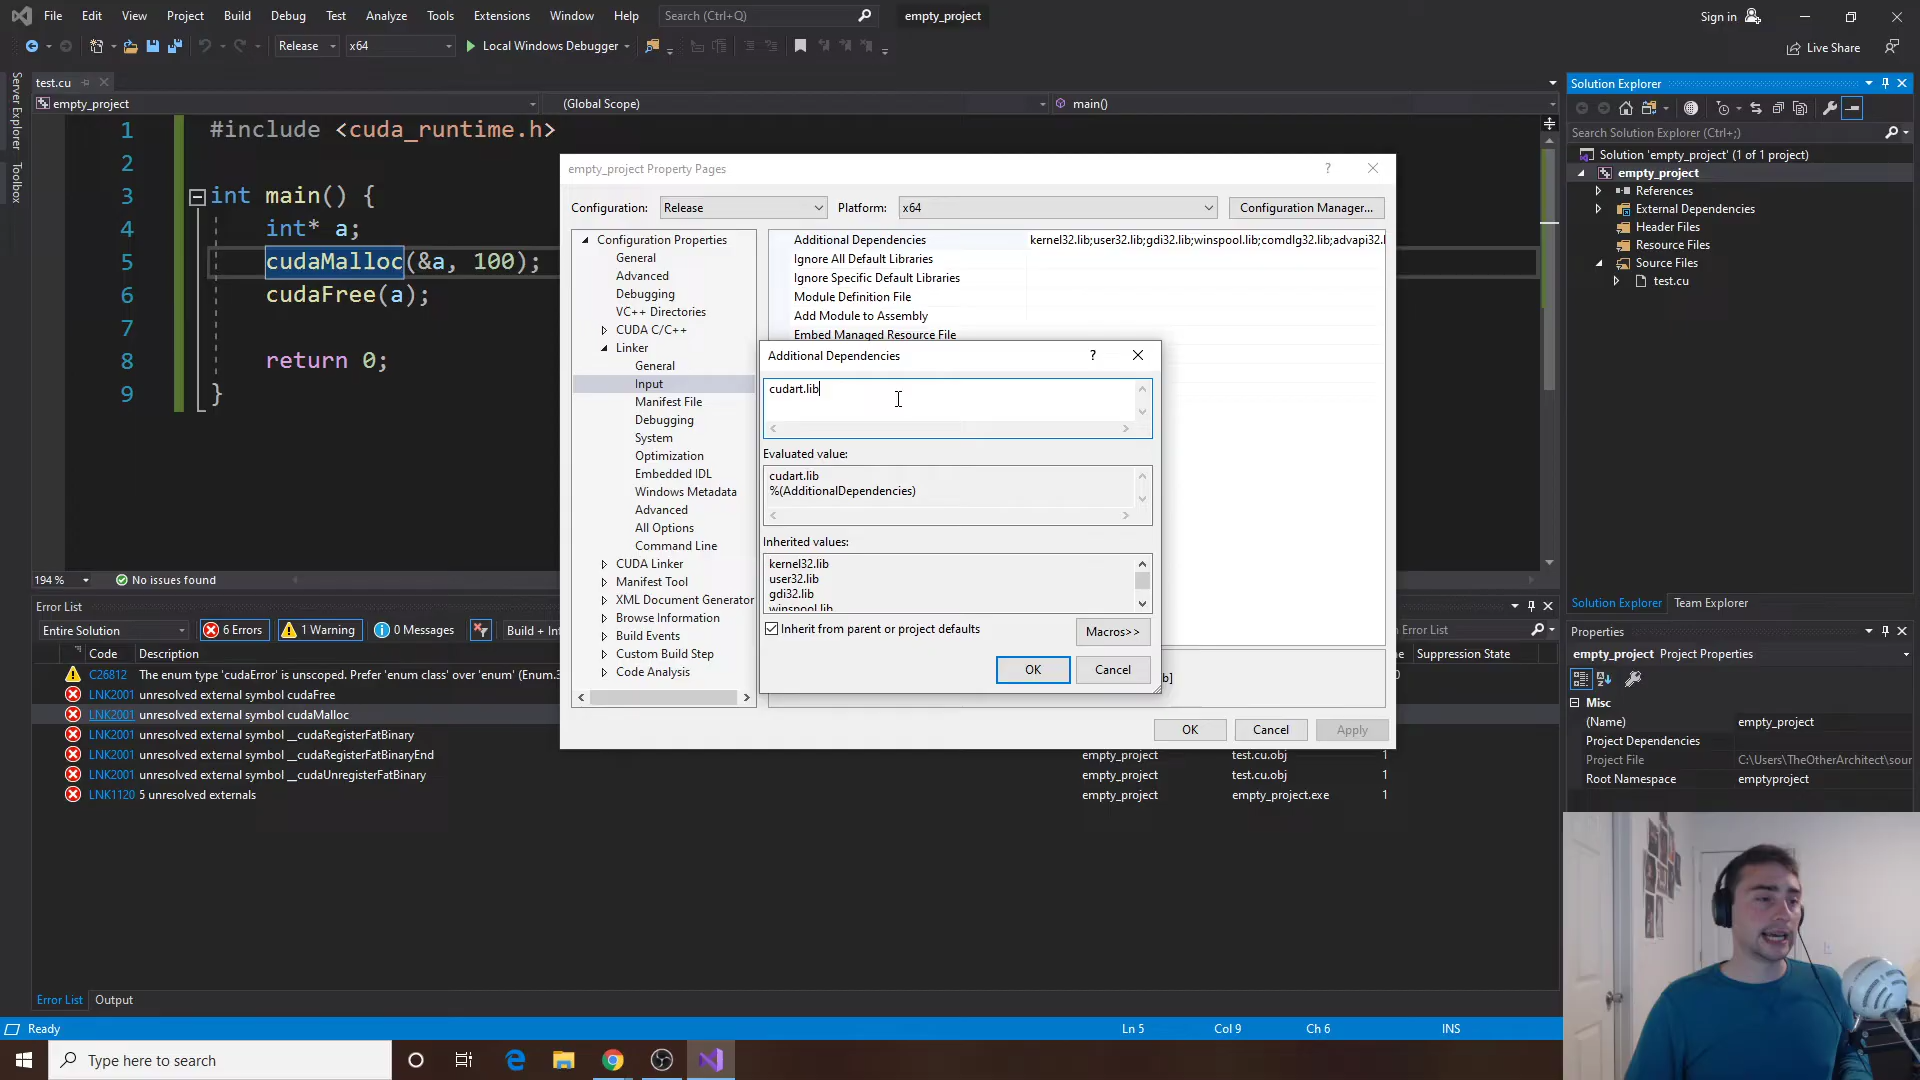 File Edit View Project Build Debug Test Analyze Tools Extensions Window Help Search (Ctrl+Q) empty_project Sign in
Release x64 Local Windows Debugger Live Share
Server Explorer
Toolbox
test.cu
empty_project (Global Scope) main()
1 #include <cuda_runtime.h>
2
3 int main() {
4 int* a;
5 cudaMalloc(&a, 100);
6 cudaFree(a);
7
8 return 0;
9 }
194 % No issues found
empty_project Property Pages ?
Configuration: Release Platform: x64 Configuration Manager...
Configuration Properties
General
Advanced
Debugging
VC++ Directories
CUDA C/C++
Linker
General
Input
Manifest File
Debugging
System
Optimization
Embedded IDL
Windows Metadata
Advanced
All Options
Command Line
CUDA Linker
Manifest Tool
XML Document Generator
Browse Information
Build Events
Custom Build Step
Code Analysis
Additional Dependencies kernel32.lib;user32.lib;gdi32.lib;winspool.lib;comdlg32.lib;advapi32.l
Ignore All Default Libraries
Ignore Specific Default Libraries
Module Definition File
Add Module to Assembly
Embed Managed Resource File
Additional Dependencies ?
cudart.lib
Evaluated value:
cudart.lib
%(AdditionalDependencies)
Inherited values:
kernel32.lib
user32.lib
gdi32.lib
winspool.lib
Inherit from parent or project defaults Macros>>
OK Cancel
b]
OK Cancel Apply
Solution Explorer
Search Solution Explorer (Ctrl+;)
Solution 'empty_project' (1 of 1 project)
empty_project
References
External Dependencies
Header Files
Resource Files
Source Files
test.cu
Solution Explorer Team Explorer
Properties
empty_project Project Properties
Misc
(Name) empty_project
Project Dependencies
Project File C:\Users\TheOtherArchitect\sour
Root Namespace emptyproject
Error List
Entire Solution 6 Errors 1 Warning 0 Messages Build + Int Error List
Code Description Suppression State
C26812 The enum type 'cudaError' is unscoped. Prefer 'enum class' over 'enum' (Enum.3
LNK2001 unresolved external symbol cudaFree
LNK2001 unresolved external symbol cudaMalloc
LNK2001 unresolved external symbol __cudaRegisterFatBinary
LNK2001 unresolved external symbol __cudaRegisterFatBinaryEnd empty_project test.cu.obj 1
LNK2001 unresolved external symbol __cudaUnregisterFatBinary empty_project test.cu.obj 1
LNK1120 5 unresolved externals empty_project empty_project.exe 1
Error List Output
Ready Ln 5 Col 9 Ch 6 INS
Type here to search